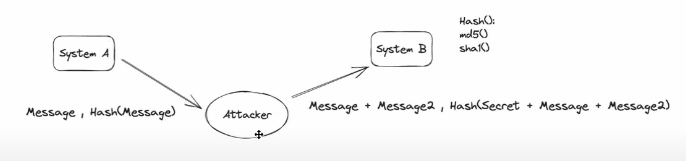 Hash():
md5()
sha1()
System A
System B
Message , Hash(Message)
Attacker
Message + Message2 , Hash(Secret + Message + Message2)